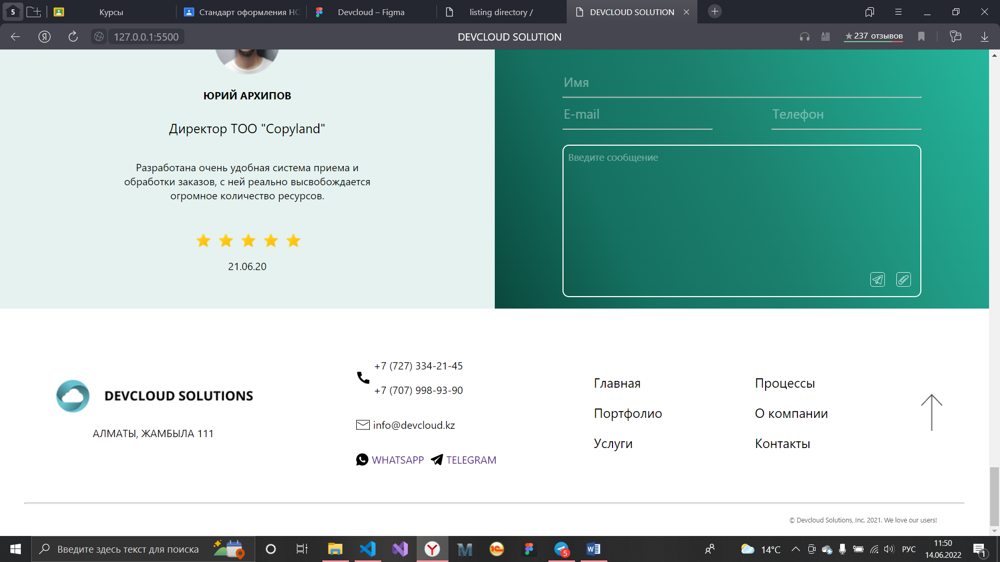 5
Курсы
Стандарт оформления НО
Devcloud – Figma
listing directory /
DEVCLOUD SOLUTION
Я
127.0.0.1:5500
DEVCLOUD SOLUTION
237 отзывов
ЮРИЙ АРХИПОВ
Директор ТОО "Copyland"
Разработана очень удобная система приема и
обработки заказов, с ней реально высвобождается
огромное количество ресурсов.
21.06.20
Имя
E-mail
Телефон
Введите сообщение
DEVCLOUD SOLUTIONS
АЛМАТЫ, ЖАМБЫЛА 111
+7 (727) 334-21-45
+7 (707) 998-93-90
info@devcloud.kz
WHATSAPP
TELEGRAM
Главная
Портфолио
Услуги
Процессы
О компании
Контакты
© Devcloud Solutions, Inc. 2021. We love our users!
Введите здесь текст для поиска
Y
M
1С
5
W
14°C
РУС
11:50
14.06.2022
1